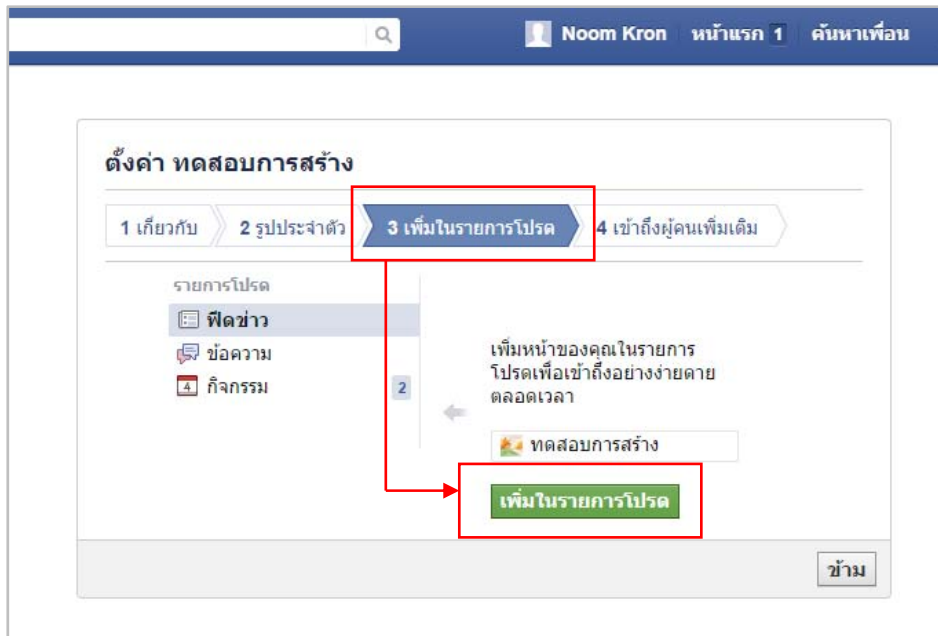 Noom Kron หน้าแรก 1 ค้นหาเพื่อน
ตั้งค่า ทดสอบการสร้าง
1 เกี่ยวกับ 2 รูปประจำตัว 3 เพิ่มในรายการโปรด 4 เข้าถึงผู้คนเพิ่มเติม
รายการโปรด
ฟีดข่าว
ข้อความ
4 กิจกรรม 2
เพิ่มหน้าของคุณในรายการ
โปรดเพื่อเข้าถึงอย่างง่ายดาย
ตลอดเวลา
ทดสอบการสร้าง
เพิ่มในรายการโปรด
ข้าม